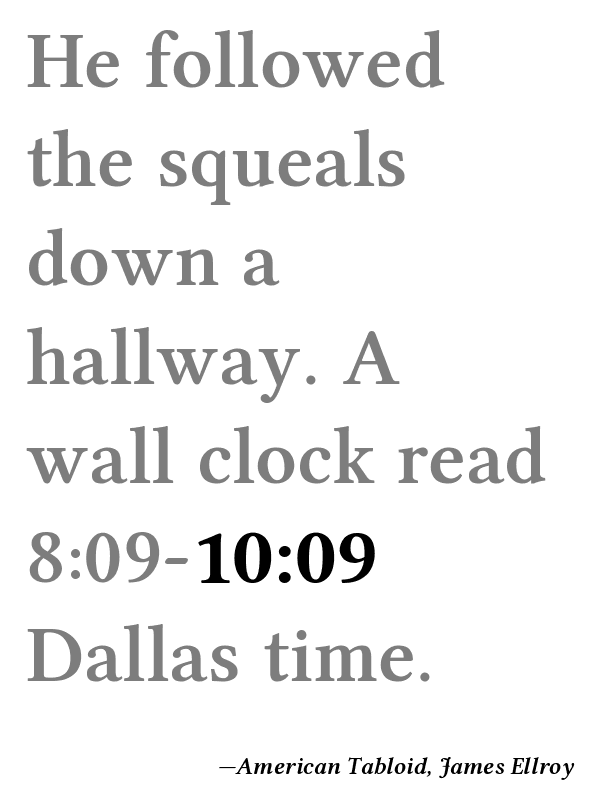 He followed
the squeals
down a
hallway. A
wall clock read
8:09-10:09
Dallas time.
—American Tabloid, James Ellroy